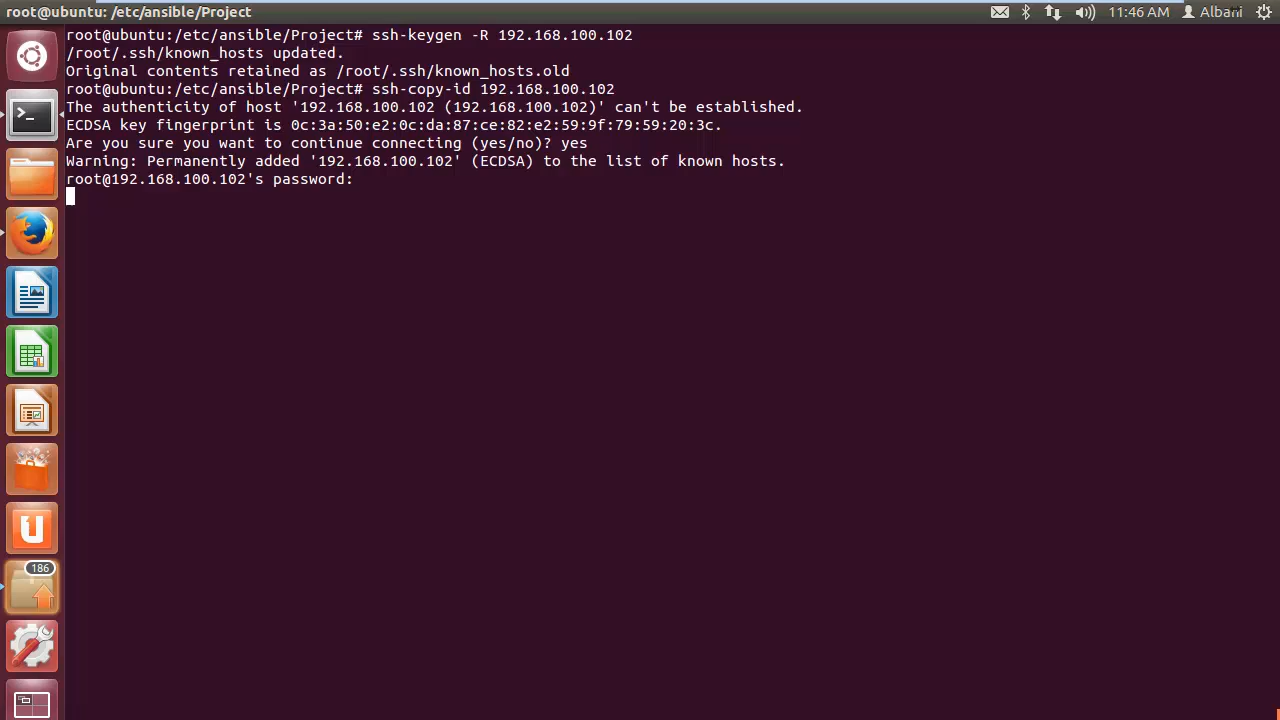 root@ubuntu: /etc/ansible/Project
11:46 AM
Albani
root@ubuntu:/etc/ansible/Project# ssh-keygen -R 192.168.100.102
/root/.ssh/known_hosts updated.
Original contents retained as /root/.ssh/known_hosts.old
root@ubuntu:/etc/ansible/Project# ssh-copy-id 192.168.100.102
The authenticity of host '192.168.100.102 (192.168.100.102)' can't be established.
ECDSA key fingerprint is 0c:3a:50:e2:0c:da:87:ce:82:e2:59:9f:79:59:20:3c.
Are you sure you want to continue connecting (yes/no)? yes
Warning: Permanently added '192.168.100.102' (ECDSA) to the list of known hosts.
root@192.168.100.102's password:
186